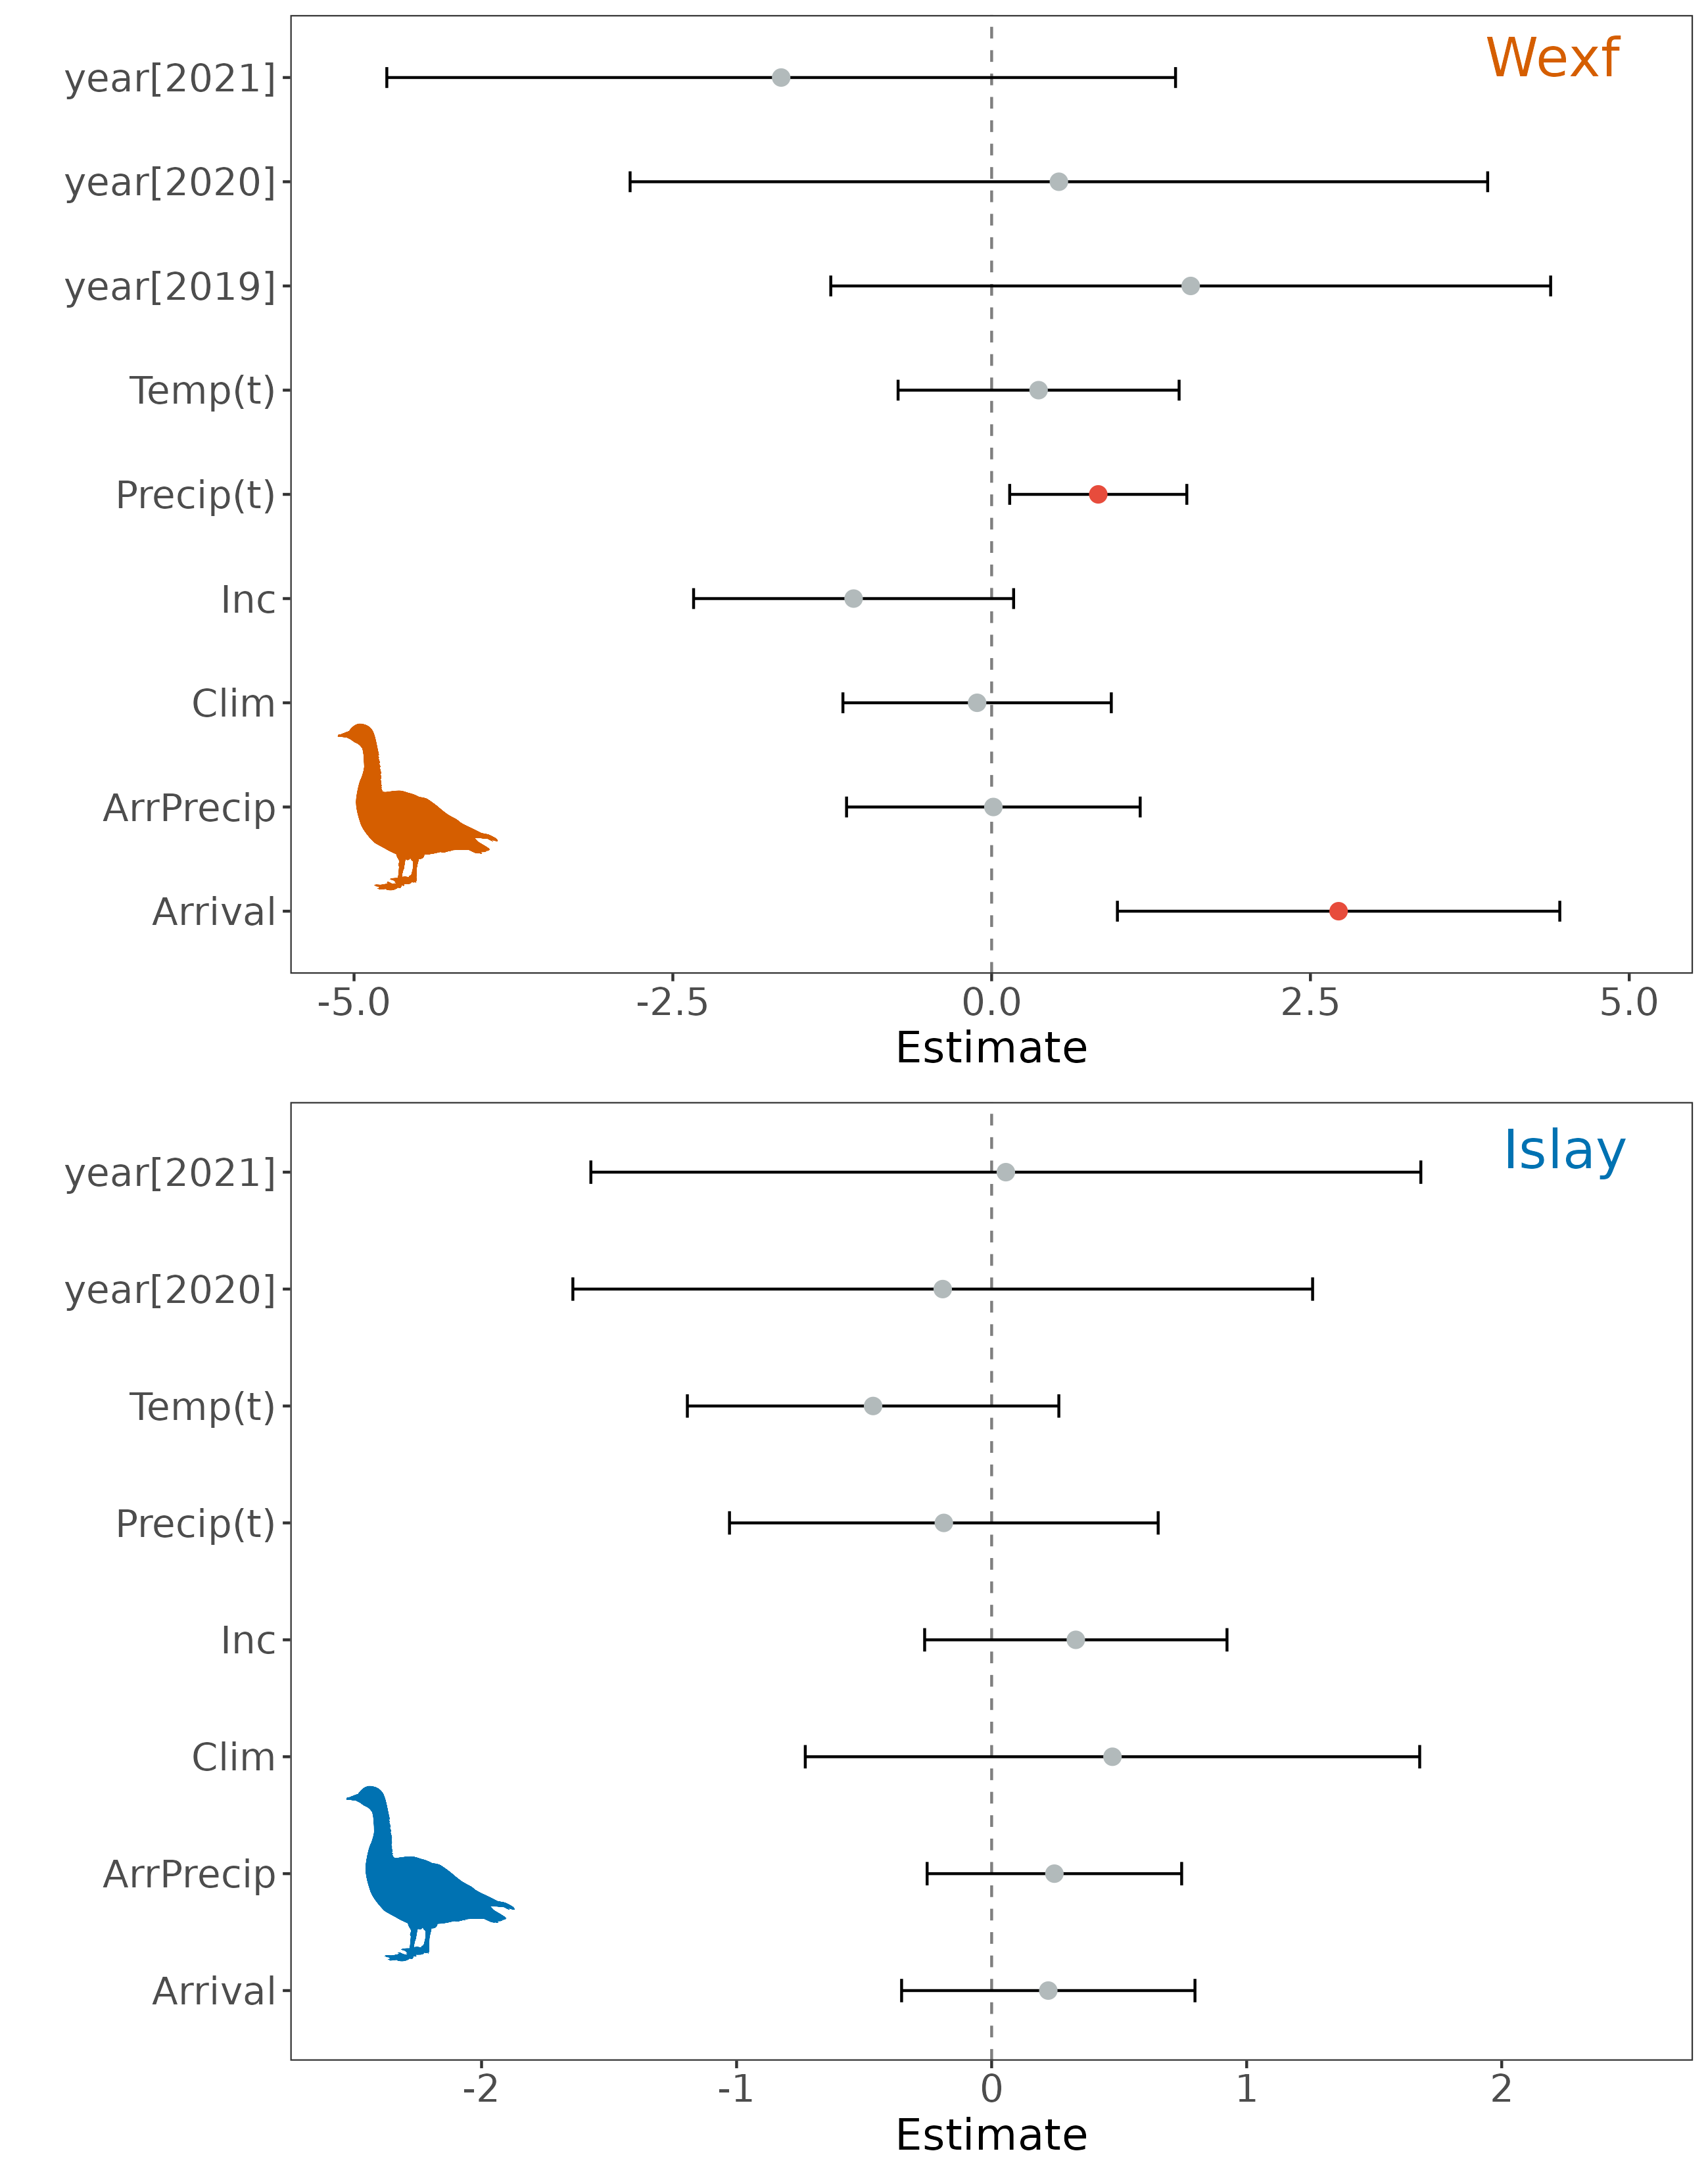 Wexf
year[2021]
year[2020]
year[2019]
Temp(t)
Precip(t)
Inc
Clim
ArrPrecip
Arrival
-5.0 -2.5 0.0 2.5 5.0
Estimate
Islay
year[2021]
year[2020]
Temp(t)
Precip(t)
Inc
Clim
ArrPrecip
Arrival
-2 -1 0 1 2
Estimate